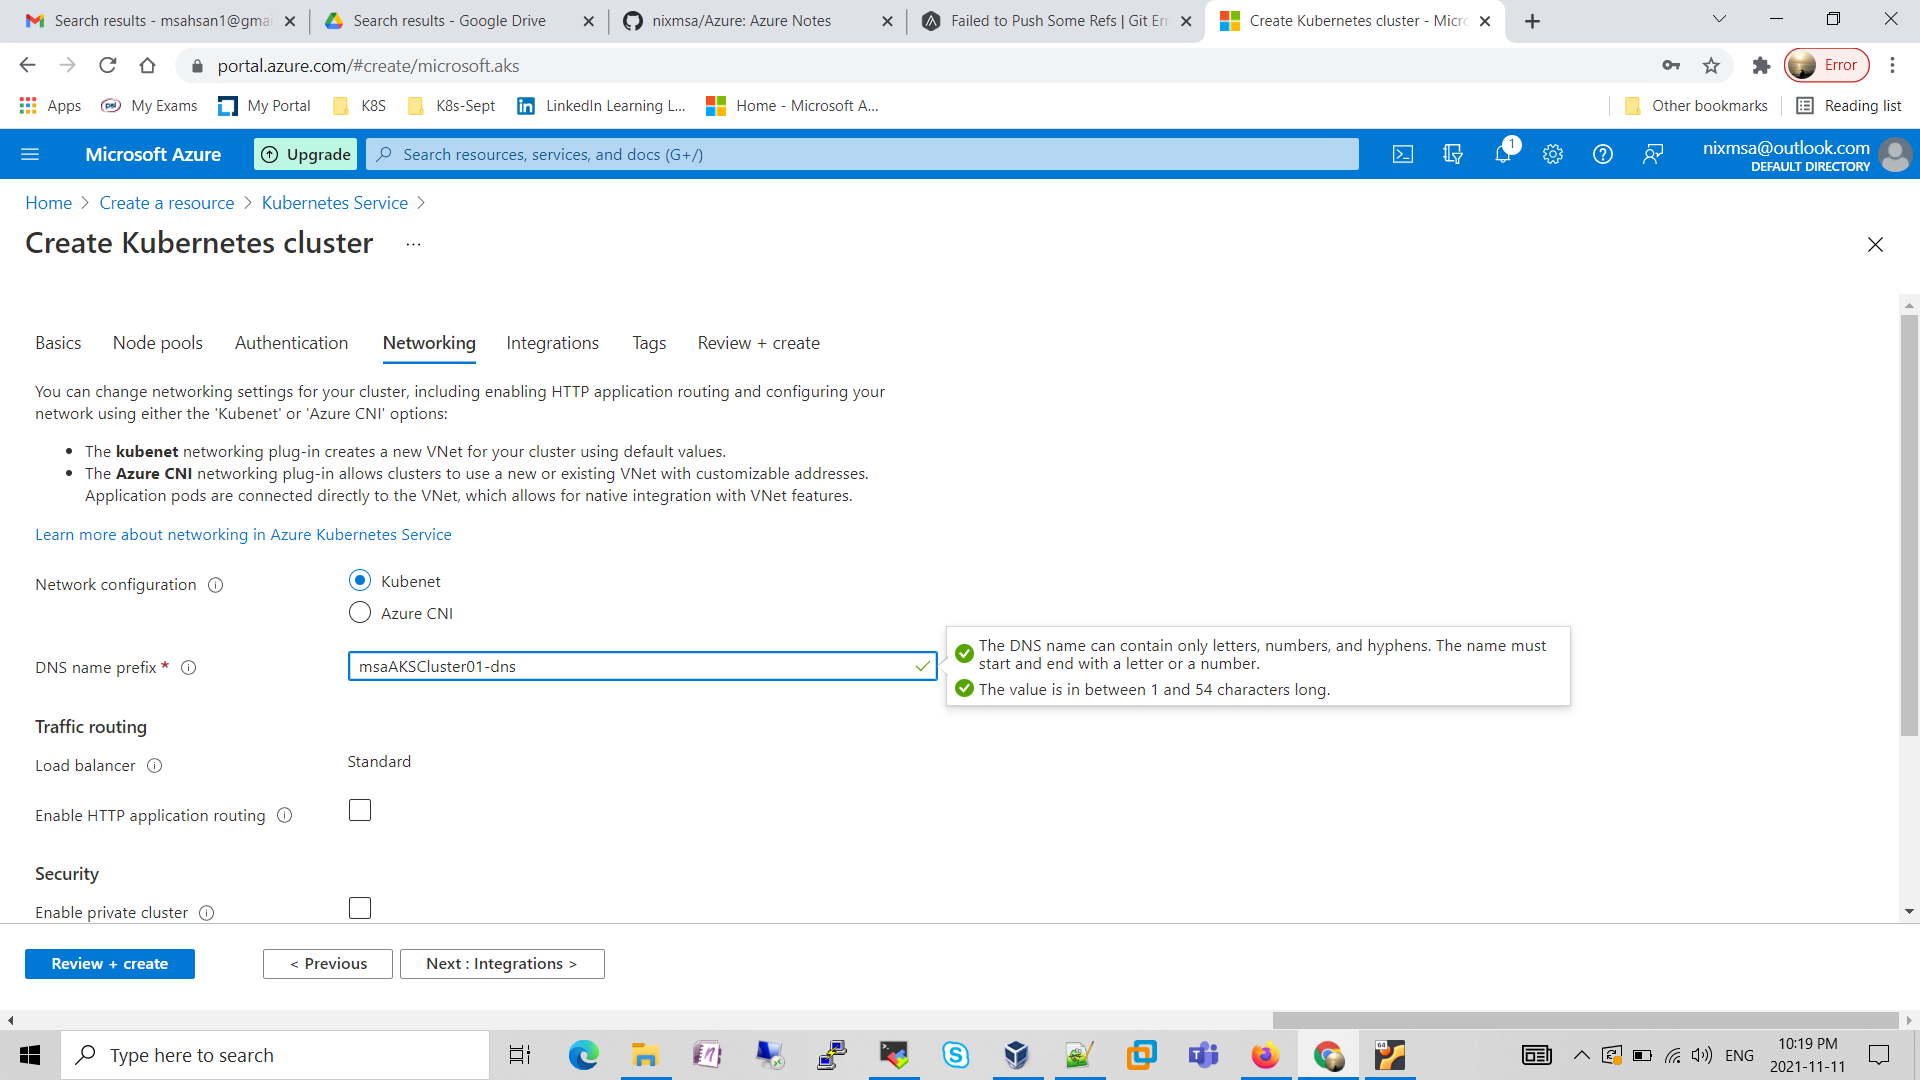 Search results - msahsan1@gmai
Search results - Google Drive
nixmsa/Azure: Azure Notes
Failed to Push Some Refs | Git Err
Create Kubernetes cluster - Micro
portal.azure.com/#create/microsoft.aks
Error
Apps
psi
My Exams
My Portal
K8S
K8s-Sept
LinkedIn Learning L...
Home - Microsoft A...
Other bookmarks
Reading list
Microsoft Azure
Upgrade
Search resources, services, and docs (G+/)
1
nixmsa@outlook.com
DEFAULT DIRECTORY
Home > Create a resource > Kubernetes Service >
Create Kubernetes cluster ...
Basics
Node pools
Authentication
Networking
Integrations
Tags
Review + create
You can change networking settings for your cluster, including enabling HTTP application routing and configuring your
network using either the 'Kubenet' or 'Azure CNI' options:
• The kubenet networking plug-in creates a new VNet for your cluster using default values.
• The Azure CNI networking plug-in allows clusters to use a new or existing VNet with customizable addresses.
Application pods are connected directly to the VNet, which allows for native integration with VNet features.
Learn more about networking in Azure Kubernetes Service
Network configuration
Kubenet
Azure CNI
DNS name prefix *
msaAKSCluster01-dns
The DNS name can contain only letters, numbers, and hyphens. The name must
start and end with a letter or a number.
The value is in between 1 and 54 characters long.
Traffic routing
Load balancer
Standard
Enable HTTP application routing
Security
Enable private cluster
Review + create
< Previous
Next : Integrations >
Type here to search
64
ENG
10:19 PM
2021-11-11